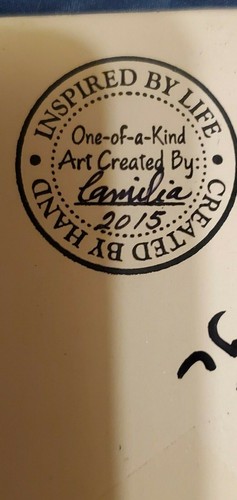 INSPIRED BY LIFE
One-of-a-Kind
Art Created By:
Camilia
2015
CREATED BY HAND